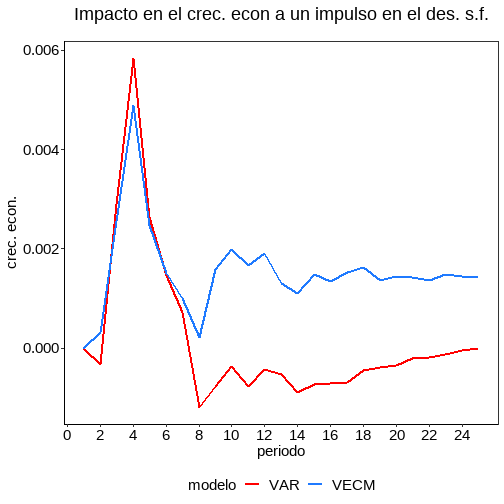 Impacto en el crec. econ a un impulso en el des. s.f.
crec. econ.
0.006
0.004
0.002
0.000
0 2 4 6 8 10 12 14 16 18 20 22 24
periodo
modelo VAR VECM